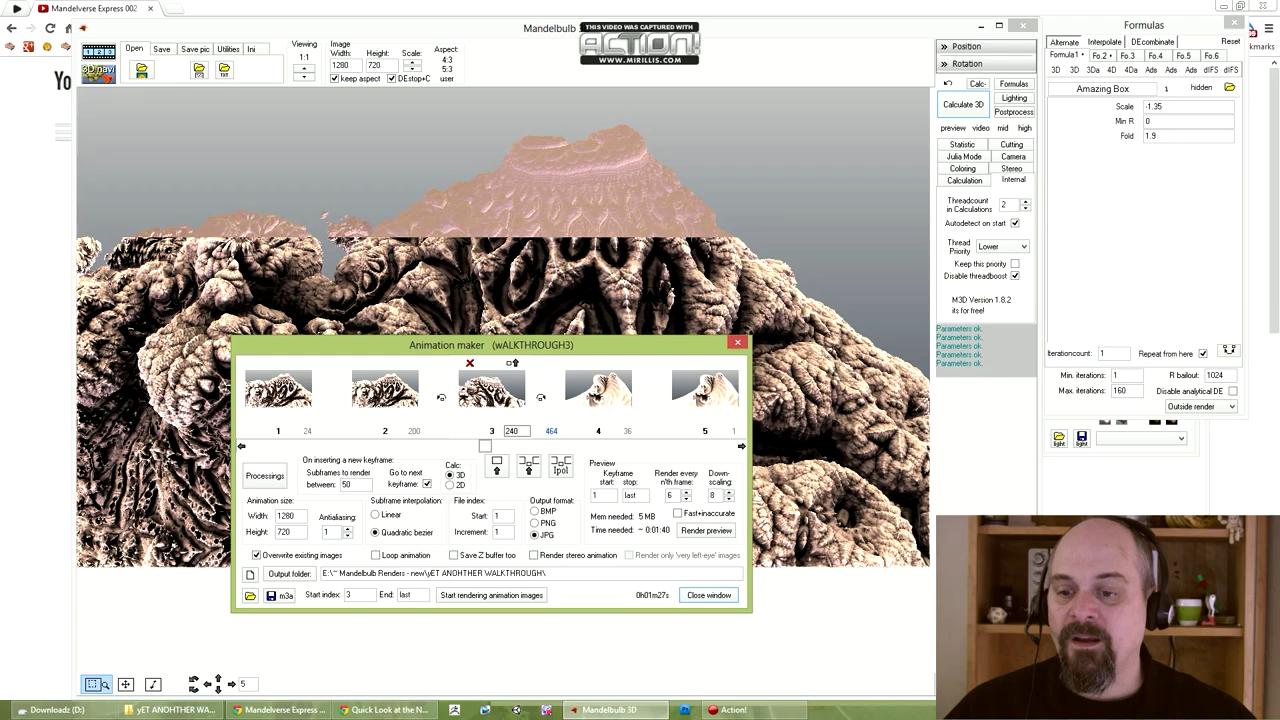 Mandelverse Express 002
Yo
Mandelbulb
THIS VIDEO WAS CAPTURED WITH
ACTION!
WWW.MIRILLIS.COM
Open
Save
Save pic
Utilities
Ini
3D navi
Viewing
1:1
Image
Width:
Height:
Scale:
1280
720
Keep aspect
DEstop+C
Aspect:
4:3
5:3
user
Position
Rotation
Calc-
Formulas
Calculate 3D
Lighting
Postprocess
preview video mid high
Statistic
Cutting
Julia Mode
Camera
Coloring
Stereo
Calculation
Internal
Threadcount
in Calculations
2
Autodetect on start
Thread
Priority
Lower
Keep this priority
Disable threadboost
M3D Version 1.8.2
its for free!
Parameters ok.
Parameters ok.
Parameters ok.
Parameters ok.
Parameters ok.
Formulas
Alternate
Interpolate
DEcombinate
Reset
Formula1 *
Fo.2 *
Fo.3
Fo.4
Fo.5
Fo.6
3D 3D 3Da 4D 4Da Ads Ads Ads dIFS dIFS
Amazing Box
hidden
Scale -1.35
Min R 0
Fold 1.9
Iterationcount: 1
Repeat from here
Min. iterations: 1
R bailout: 1024
Max. iterations: 160
Disable analytical DE
Outside render
light
light
okmarks
Animation maker (wALKTHROUGH3)
1 24
2 200
3 240 464
4 36
5 1
Processings
On inserting a new keyframe:
Subframes to render
between: 50
Go to next
keyframe:
Calc:
3D
2D
Ipol
Preview
Keyframe
start: stop:
1 last
Render every
n'th frame:
6
Down-
scaling:
8
Mem needed: 5 MB
Time needed: ~ 0:01:40
Fast+inaccurate
Render preview
Animation size:
Width: 1280
Height: 720
Antialiasing:
1
Subframe interpolation:
Linear
Quadratic bezier
File index:
Start: 1
Increment: 1
Output format:
BMP
PNG
JPG
Overwrite existing images
Loop animation
Save Z buffer too
Render stereo animation
Render only 'very left-eye' images
Output folder:
E:\~ Mandelbulb Renders - new\yET ANOHTHER WALKTHROUGH\
m3a
Start index: 3
End: last
Start rendering animation images
0h01m27s
Close window
5
Downloadz (D:)
yET ANOHTHER WA...
Mandelverse Express ...
Quick Look at the N...
Mandelbulb 3D
Action!